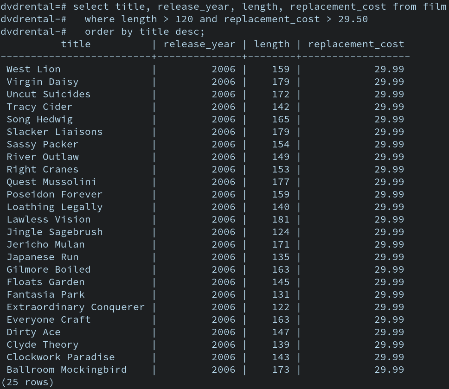 dvdrental=# select title, release_year, length, replacement_cost from film
dvdrental-#   where length > 120 and replacement_cost > 29.50
dvdrental-#   order by title desc;
         title          | release_year | length | replacement_cost
------------------------+--------------+--------+------------------
 West Lion              |         2006 |    159 |            29.99
 Virgin Daisy           |         2006 |    179 |            29.99
 Uncut Suicides         |         2006 |    172 |            29.99
 Tracy Cider            |         2006 |    142 |            29.99
 Song Hedwig            |         2006 |    165 |            29.99
 Slacker Liaisons       |         2006 |    179 |            29.99
 Sassy Packer           |         2006 |    154 |            29.99
 River Outlaw           |         2006 |    149 |            29.99
 Right Cranes           |         2006 |    153 |            29.99
 Quest Mussolini        |         2006 |    177 |            29.99
 Poseidon Forever       |         2006 |    159 |            29.99
 Loathing Legally       |         2006 |    140 |            29.99
 Lawless Vision         |         2006 |    181 |            29.99
 Jingle Sagebrush       |         2006 |    124 |            29.99
 Jericho Mulan          |         2006 |    171 |            29.99
 Japanese Run           |         2006 |    135 |            29.99
 Gilmore Boiled         |         2006 |    163 |            29.99
 Floats Garden          |         2006 |    145 |            29.99
 Fantasia Park          |         2006 |    131 |            29.99
 Extraordinary Conquerer |         2006 |    122 |            29.99
 Everyone Craft         |         2006 |    163 |            29.99
 Dirty Ace              |         2006 |    147 |            29.99
 Clyde Theory           |         2006 |    139 |            29.99
 Clockwork Paradise     |         2006 |    143 |            29.99
 Ballroom Mockingbird   |         2006 |    173 |            29.99
(25 rows)